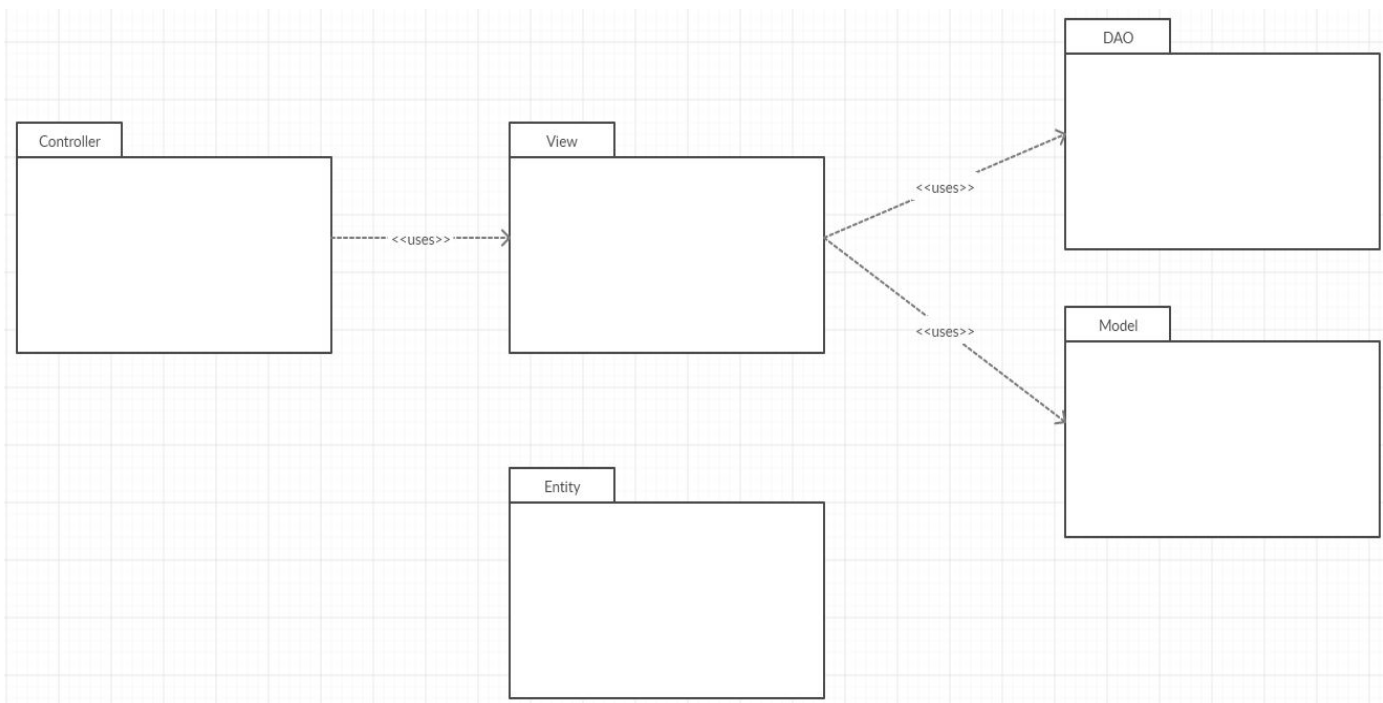 DAO
Controller
View
<<uses>>
<<uses>>
Model
<<uses>>
Entity